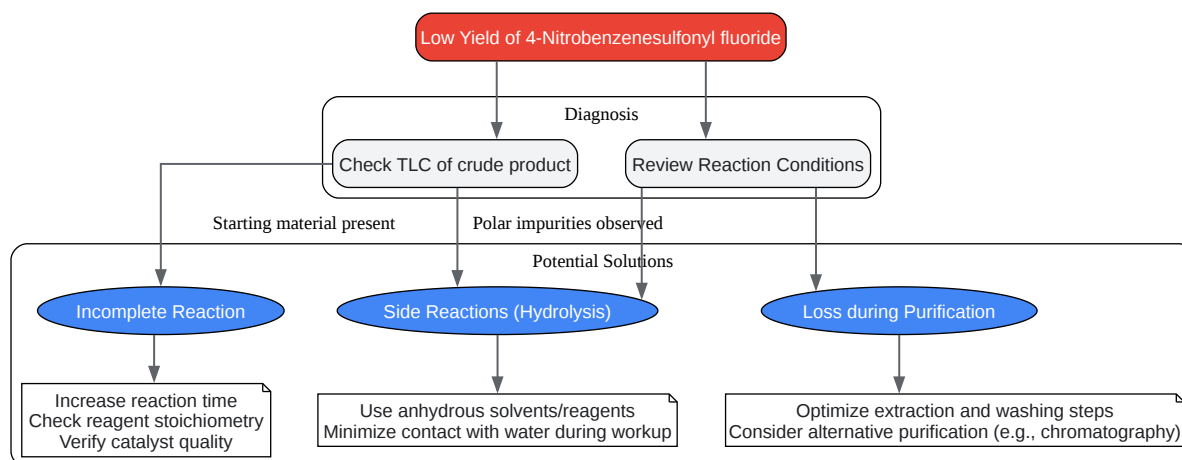 Low Yield of 4-Nitrobenzenesulfonyl fluoride
Diagnosis
Check TLC of crude product
Review Reaction Conditions
Starting material present
Polar impurities observed
Potential Solutions
Incomplete Reaction
Side Reactions (Hydrolysis)
Loss during Purification
Increase reaction time
Check reagent stoichiometry
Verify catalyst quality
Use anhydrous solvents/reagents
Minimize contact with water during workup
Optimize extraction and washing steps
Consider alternative purification (e.g., chromatography)